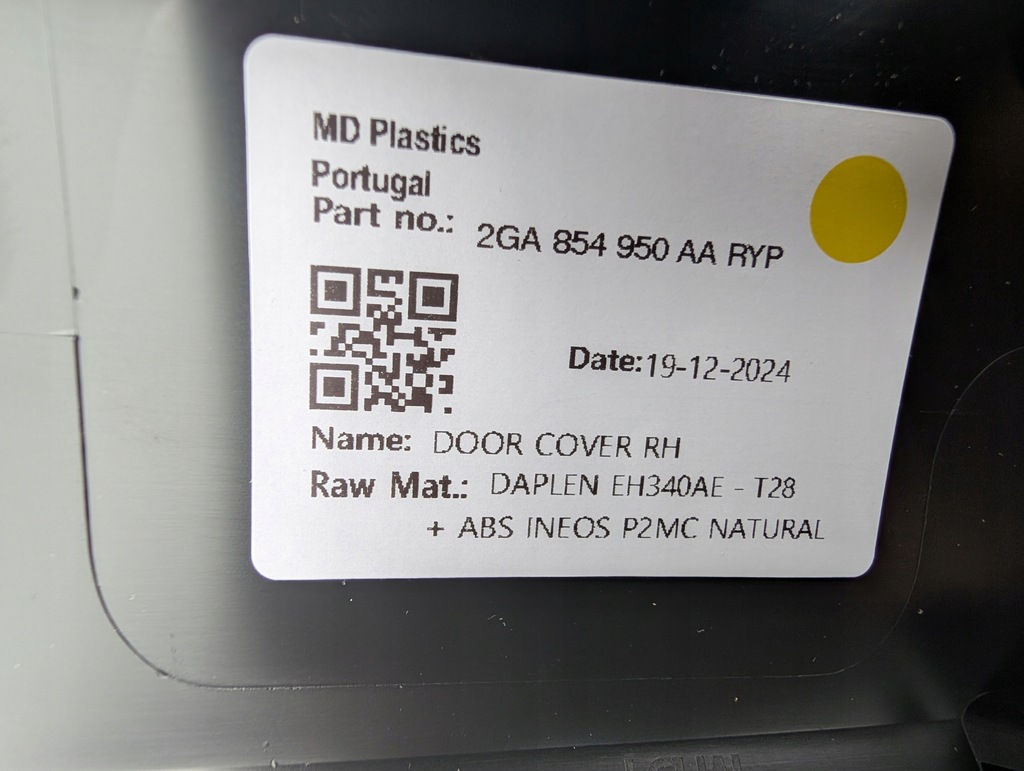 MD Plastics
Portugal
Part no.: 2GA 854 950 AA RYP
Date:19-12-2024
Name: DOOR COVER RH
Raw Mat.: DAPLEN EH340AE - T28
+ ABS INEOS P2MC NATURAL